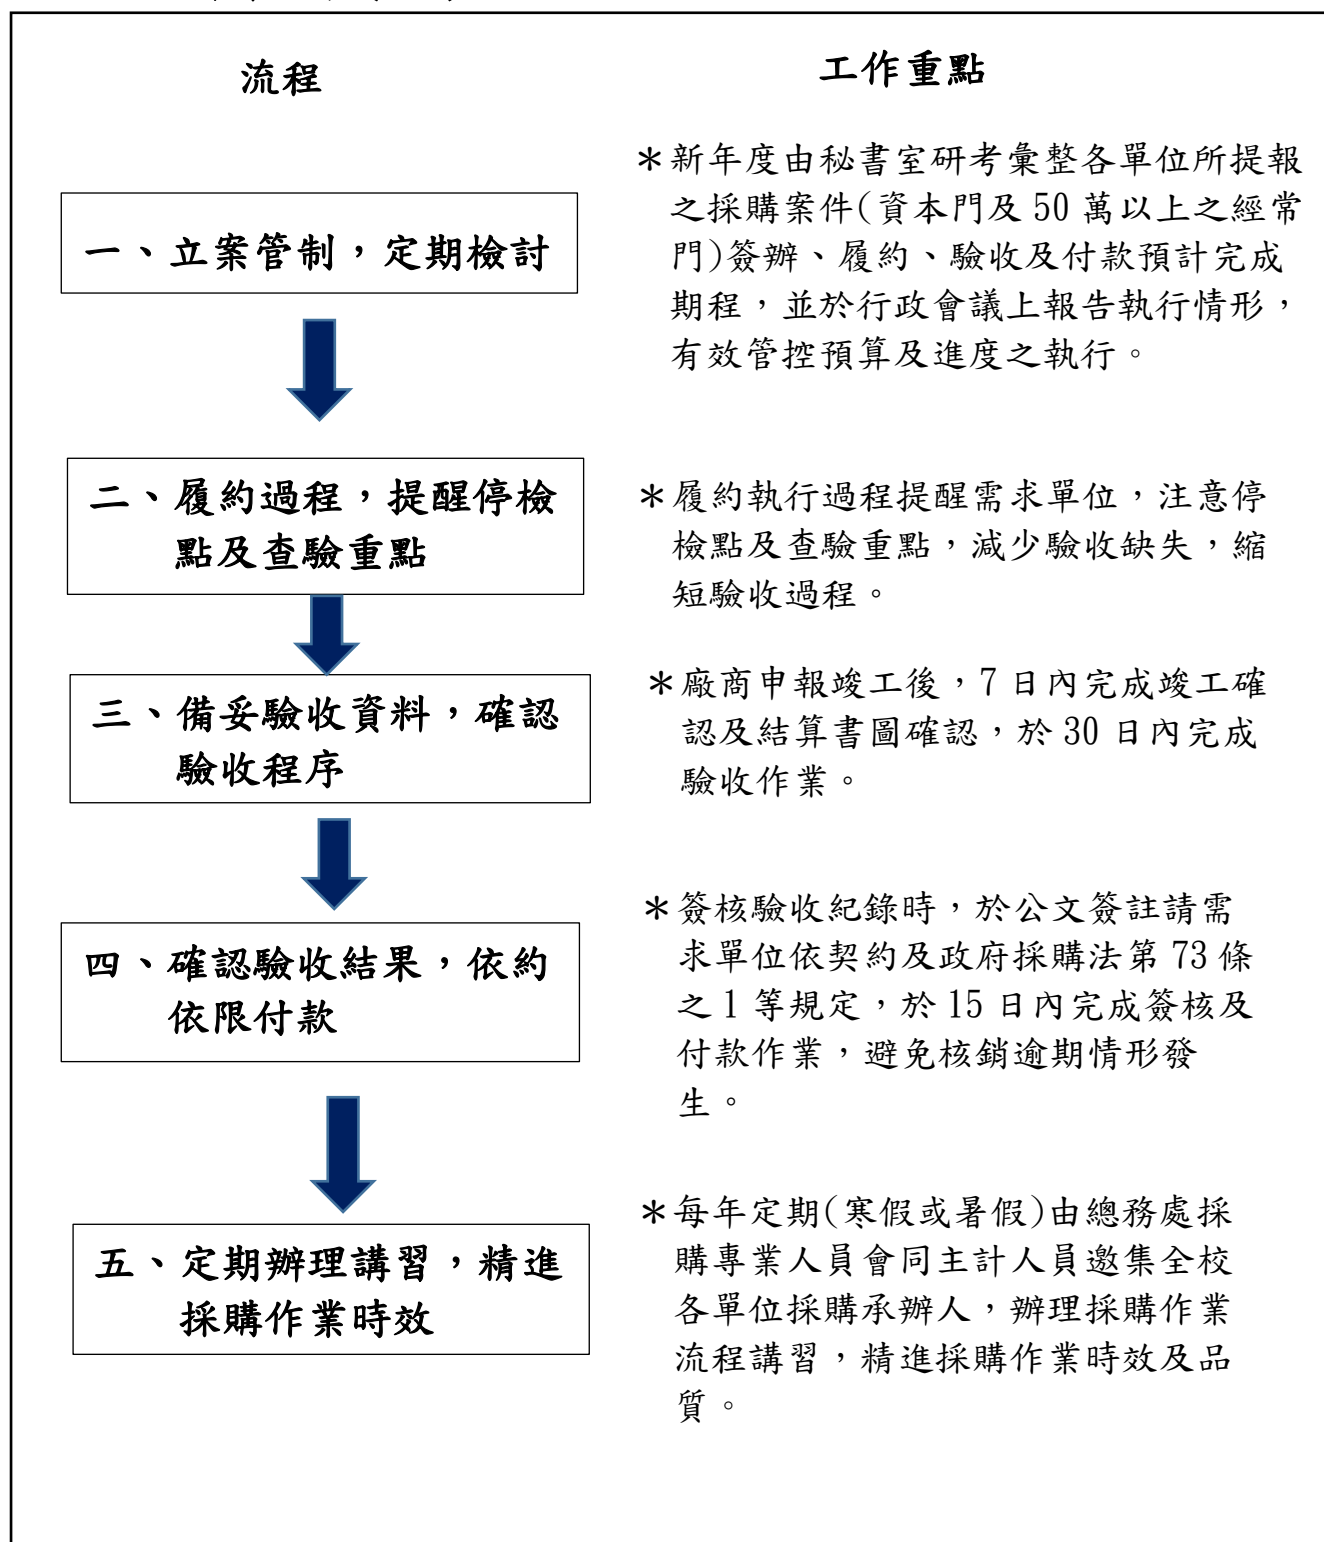 流程
工作重點
一、立案管制，定期檢討
＊新年度由秘書室研考彙整各單位所提報
之採購案件(資本門及 50 萬以上之經常
門)簽辦、履約、驗收及付款預計完成
期程，並於行政會議上報告執行情形，
有效管控預算及進度之執行。
二、履約過程，提醒停檢
點及查驗重點
＊履約執行過程提醒需求單位，注意停
檢點及查驗重點，減少驗收缺失，縮
短驗收過程。
三、備妥驗收資料，確認
驗收程序
＊廠商申報竣工後，7 日內完成竣工確
認及結算書圖確認，於 30 日內完成
驗收作業。
四、確認驗收結果，依約
依限付款
＊簽核驗收紀錄時，於公文簽註請需
求單位依契約及政府採購法第 73 條
之 1 等規定，於 15 日內完成簽核及
付款作業，避免核銷逾期情形發
生。
五、定期辦理講習，精進
採購作業時效
＊每年定期(寒假或暑假)由總務處採
購專業人員會同主計人員邀集全校
各單位採購承辦人，辦理採購作業
流程講習，精進採購作業時效及品
質。